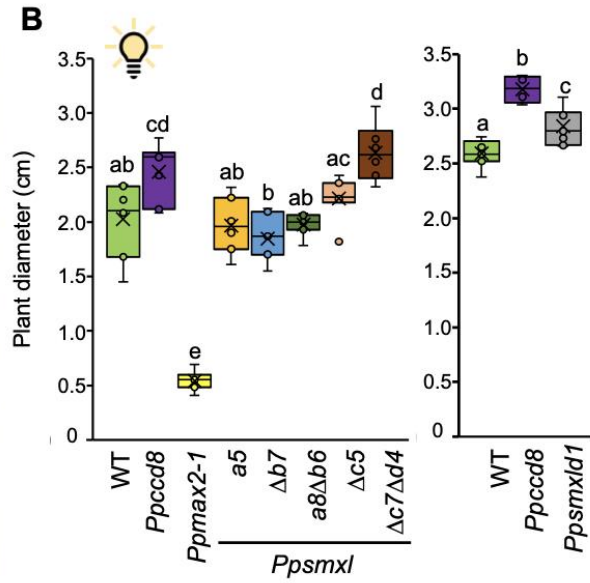 B
Plant diameter (cm)
3.5
3.0
2.5
2.0
1.5
1.0
0.5
0
ab
cd
e
ab
b
ab
ac
d
WT
Ppccd8
Ppmax2-1
a5
Δb7
a8Δb6
Δc5
Δc7Δd4
Ppsmxl
3.5
3.0
2.5
2.0
1.5
1.0
0.5
0
a
b
c
WT
Ppccd8
Ppsmxld1